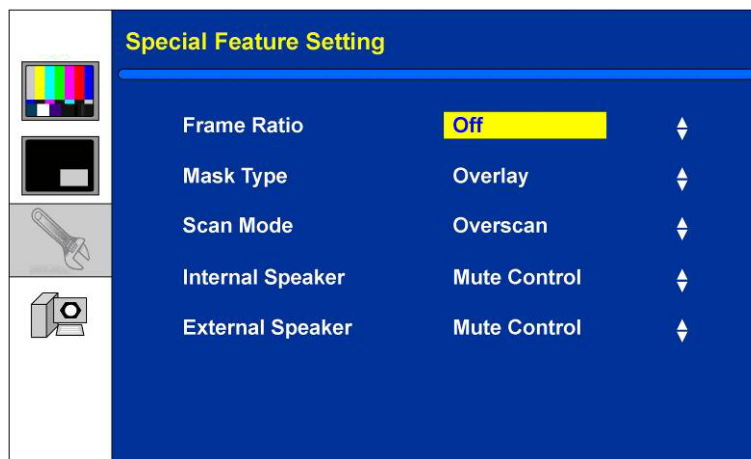 Special Feature Setting
Frame Ratio Off
Mask Type Overlay
Scan Mode Overscan
Internal Speaker Mute Control
External Speaker Mute Control